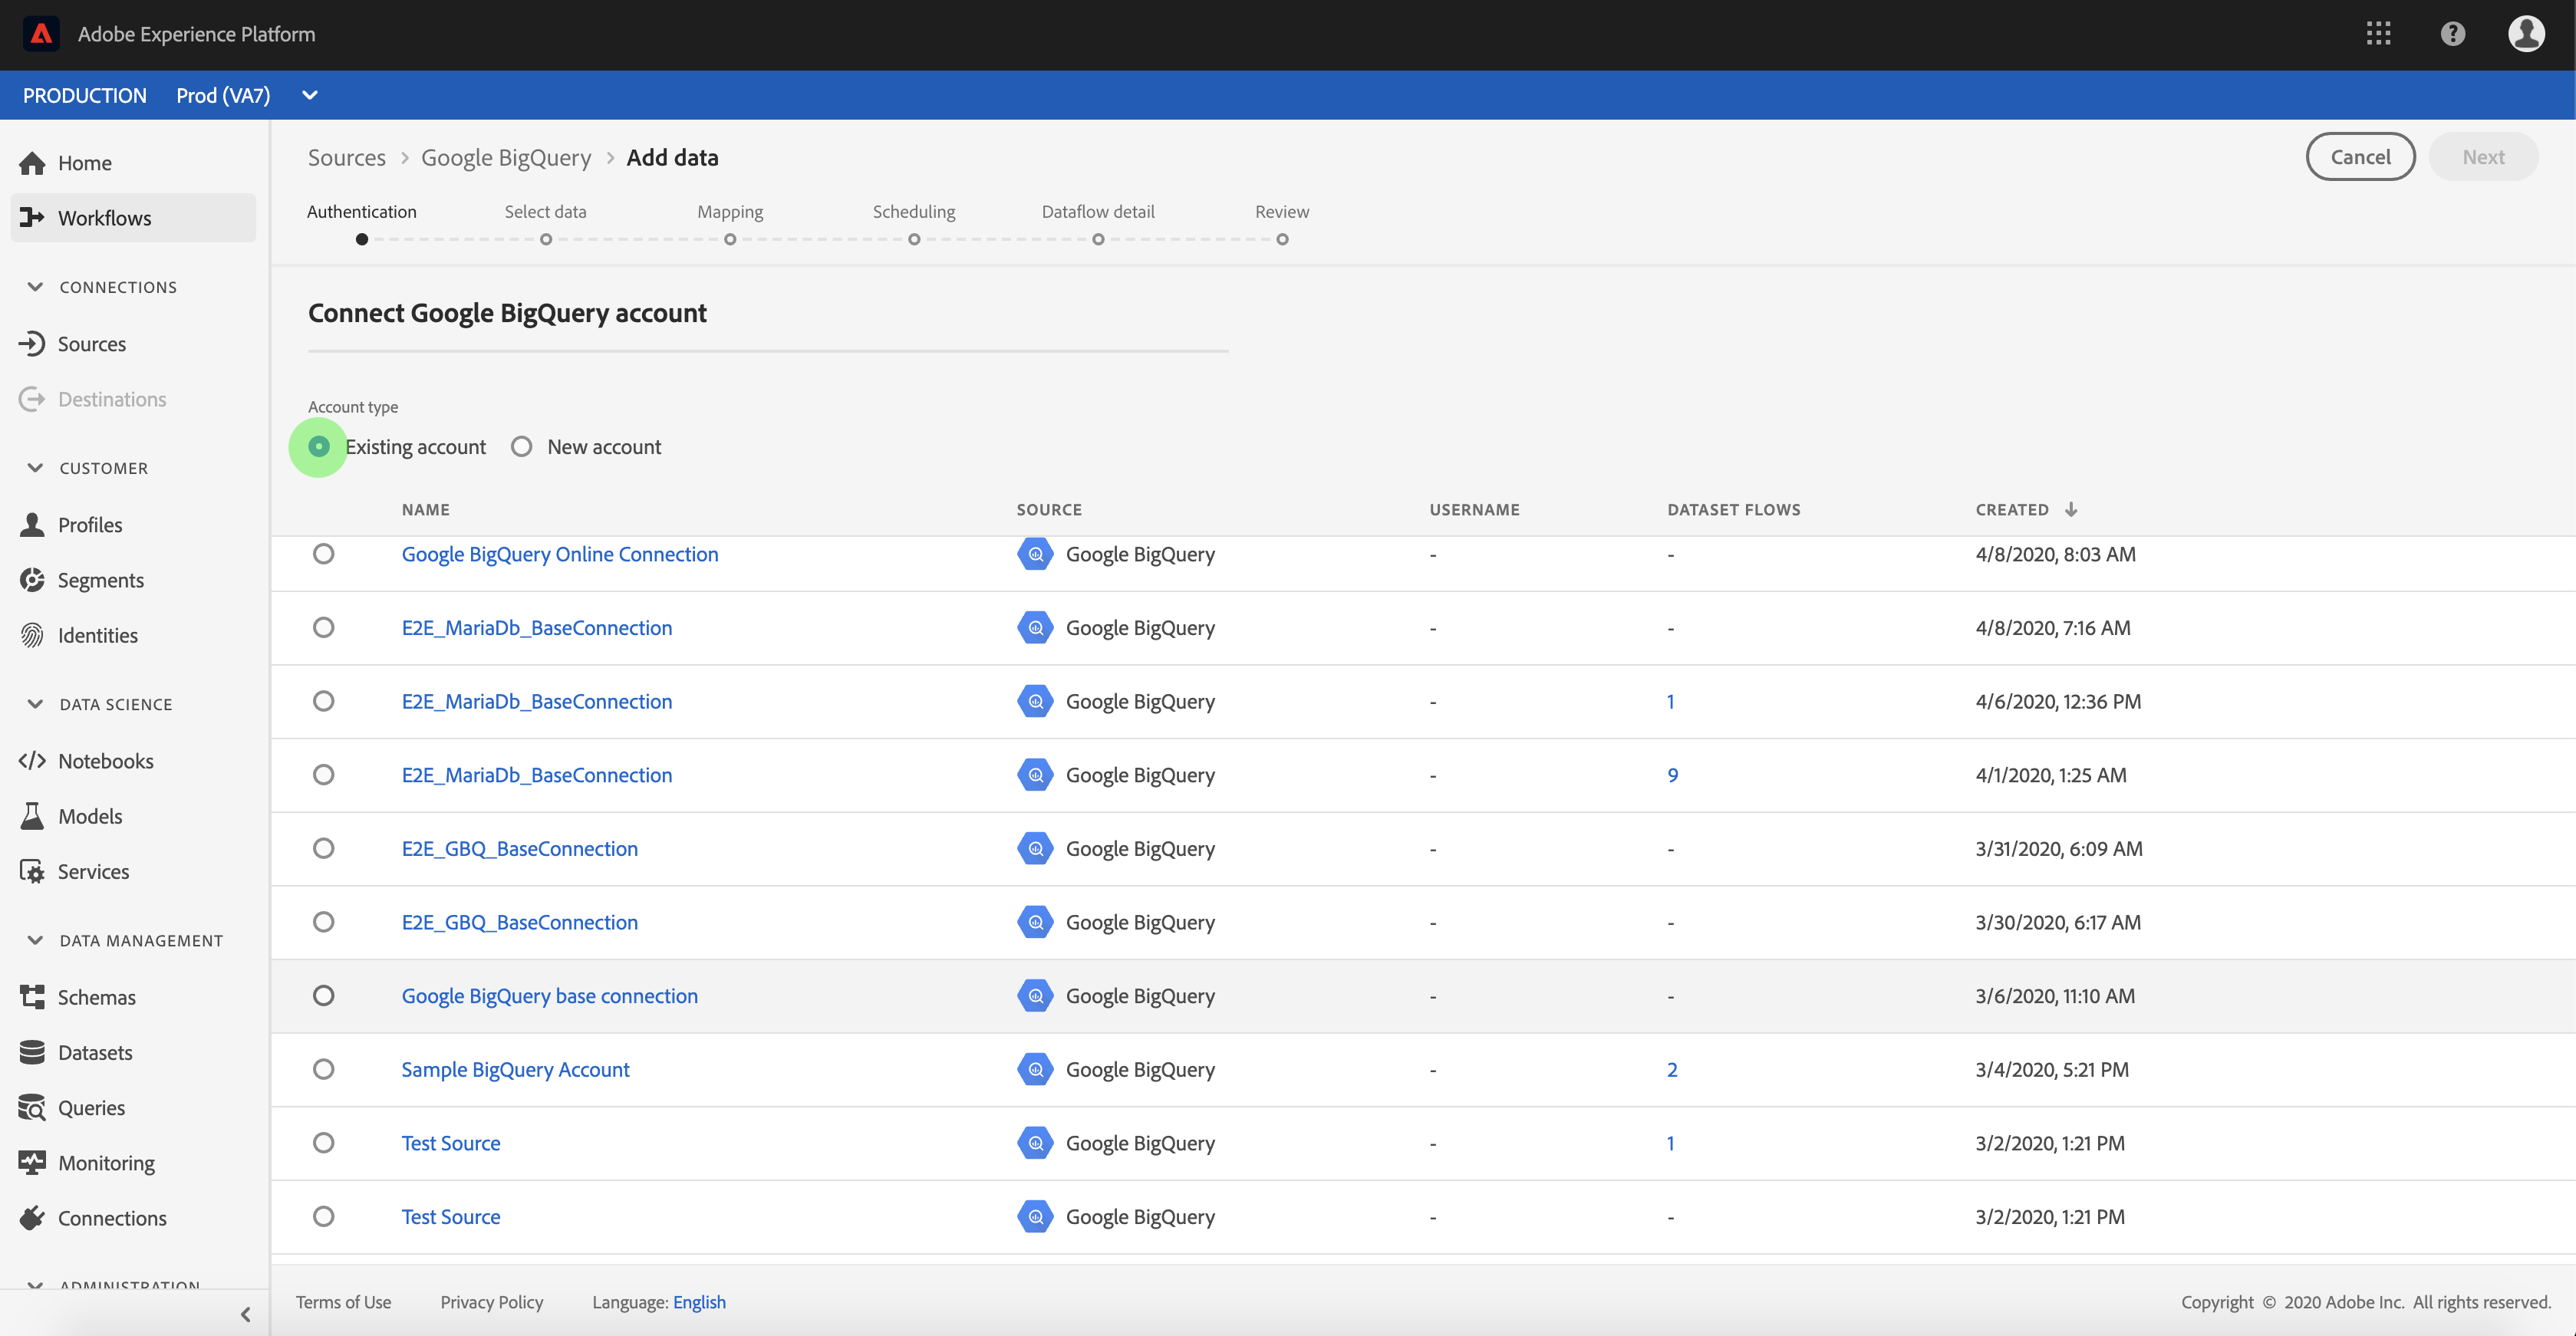 Adobe Experience Platform
PRODUCTION Prod (VA7)
Home
Workflows
CONNECTIONS
Sources
Destinations
CUSTOMER
Profiles
Segments
Identities
DATA SCIENCE
Notebooks
Models
Services
DATA MANAGEMENT
Schemas
Datasets
Queries
Monitoring
Connections
ADMINISTRATION
Sources > Google BigQuery > Add data
Cancel Next
Authentication Select data Mapping Scheduling Dataflow detail Review
Connect Google BigQuery account
Account type
Existing account New account
NAME SOURCE USERNAME DATASET FLOWS CREATED ↓
Google BigQuery Online Connection Google BigQuery - - 4/8/2020, 8:03 AM
E2E_MariaDb_BaseConnection Google BigQuery - - 4/8/2020, 7:16 AM
E2E_MariaDb_BaseConnection Google BigQuery - 1 4/6/2020, 12:36 PM
E2E_MariaDb_BaseConnection Google BigQuery - 9 4/1/2020, 1:25 AM
E2E_GBQ_BaseConnection Google BigQuery - - 3/31/2020, 6:09 AM
E2E_GBQ_BaseConnection Google BigQuery - - 3/30/2020, 6:17 AM
Google BigQuery base connection Google BigQuery - - 3/6/2020, 11:10 AM
Sample BigQuery Account Google BigQuery - 2 3/4/2020, 5:21 PM
Test Source Google BigQuery - 1 3/2/2020, 1:21 PM
Test Source Google BigQuery - - 3/2/2020, 1:21 PM
Terms of Use Privacy Policy Language: English
Copyright © 2020 Adobe Inc. All rights reserved.